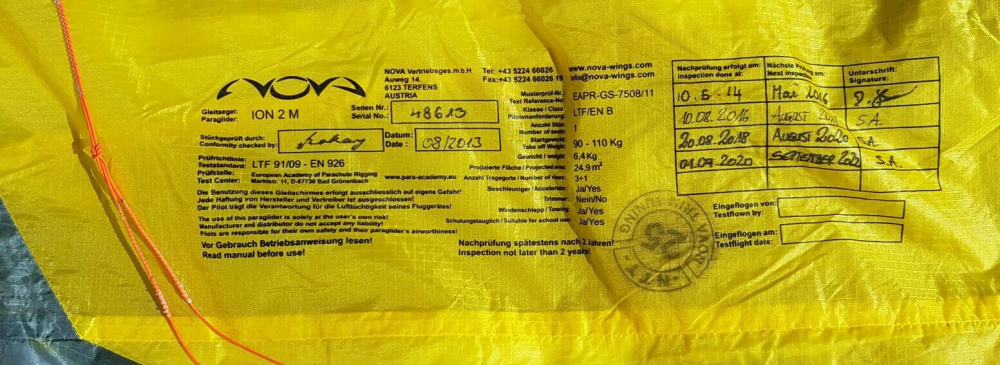 NOVA
Gleitsegel:
Paraglider: ION 2 M
NOVA Vertriebsges.m.b.H
Auweg 14,
6123 TERFENS
AUSTRIA
Tel: +43 5224 66026
Fax:+43 5224 66026 19
www.nova-wings.com
info@nova-wings.com
Serien Nr.:
Serial No.: 48613
Stückgeprüft durch:
Conformity checked by:
Datum:
Date : 08/2013
Prüfrichtlinie:
Teststandard: LTF 91/09 - EN 926
Prüfstelle: European Academy of Parachute Rigging
Test Center: Marktstr. 11, D-87730 Bad Grönenbach
www.para-academy.eu
Die Benutzung dieses Gleitschirmes erfolgt ausschliesslich auf eigene Gefahr!
Jede Haftung von Hersteller und Vertreiber ist ausgeschlossen!
Der Pilot trägt die Verantwortung für die Lufttüchtigkeit seines Fluggerätes!
The use of this paraglider is solely at the user's own risk!
Manufacturer and distributor do not accept any liability!
Pilots are responsible for their own safety and their paraglider's airworthiness!
Vor Gebrauch Betriebsanweisung lesen!
Read manual before use!
Musterprüf-Nr.
Test Reference-No. EAPR-GS-7508/11
Klasse / Class
Pilotenanforderung: LTF/EN B
Anzahl Sitze
Number of seats: 1
Startgewicht
Take off Weight: 90 - 110 Kg
Gewicht / weight: 6,4 Kg
Projizierte Fläche / Projected area: 24,9 m²
Anzahl Tragegurte / Number of risers: 3+1
Beschleuniger / Accelerator: Ja/Yes
Trimmer: Nein/No
Windenschlepp / Towing: Ja/Yes
Schulungstauglich / Suitable for school use: Ja/Yes
Nachprüfung spätestens nach 2 Jahren!
Inspection not later than 2 years!
NOVA TRIMM TUNING
25
NTT
Nachprüfung erfolgt am:
inspection done at:
Nächste
Next inspection
Unterschrift:
Signature:
10.5-14 Mai 2016
10.08.2016 AUGUST S.A.
20.08.2018 AUGUST 2020 S.A.
01.09.2020 SEPTEMBER 2022 S.A.
Eingeflogen von:
Testflown by:
Eingeflogen am:
Testflight date: